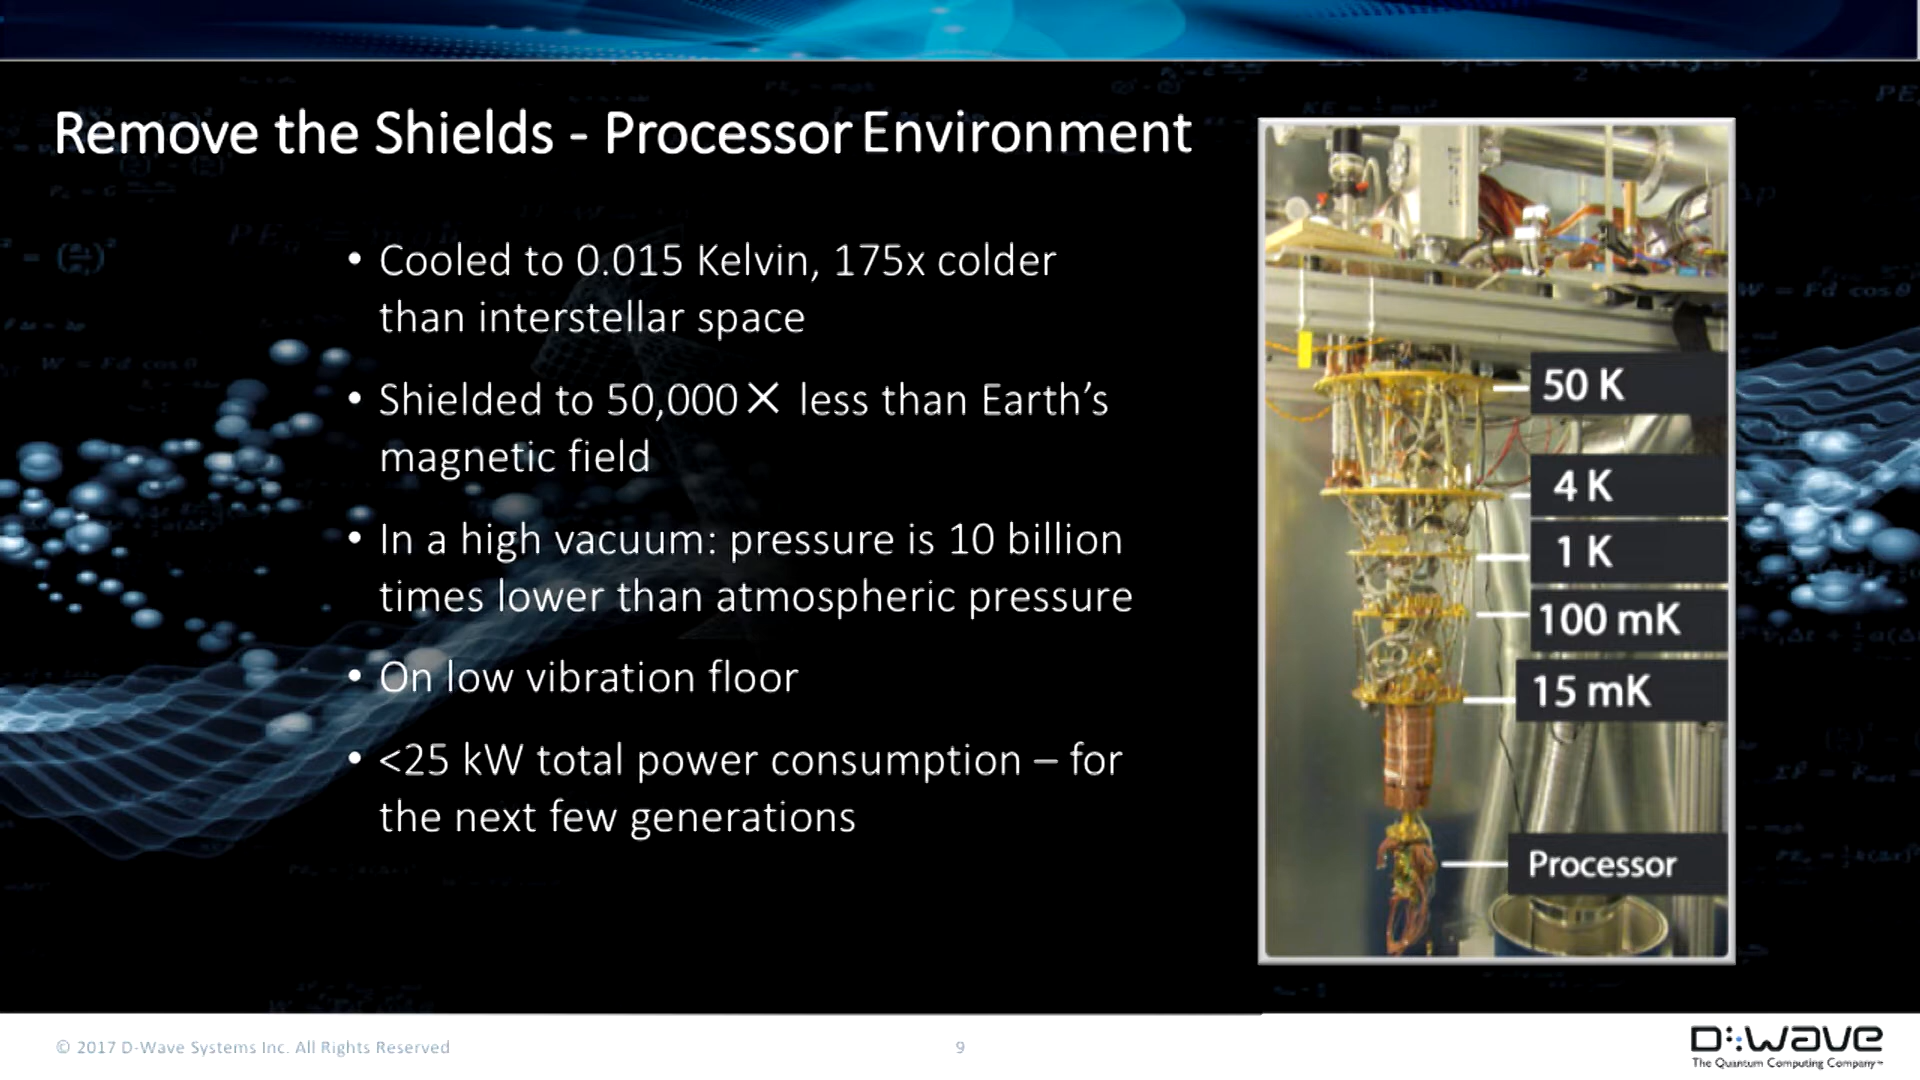 Remove the Shields - Processor Environment
• Cooled to 0.015 Kelvin, 175x colder
than interstellar space
• Shielded to 50,000× less than Earth’s
magnetic field
• In a high vacuum: pressure is 10 billion
times lower than atmospheric pressure
• On low vibration floor
• <25 kW total power consumption – for
the next few generations
50 K
4 K
1 K
100 mK
15 mK
Processor
© 2017 D-Wave Systems Inc. All Rights Reserved
9
D:wave
The Quantum Computing Company™